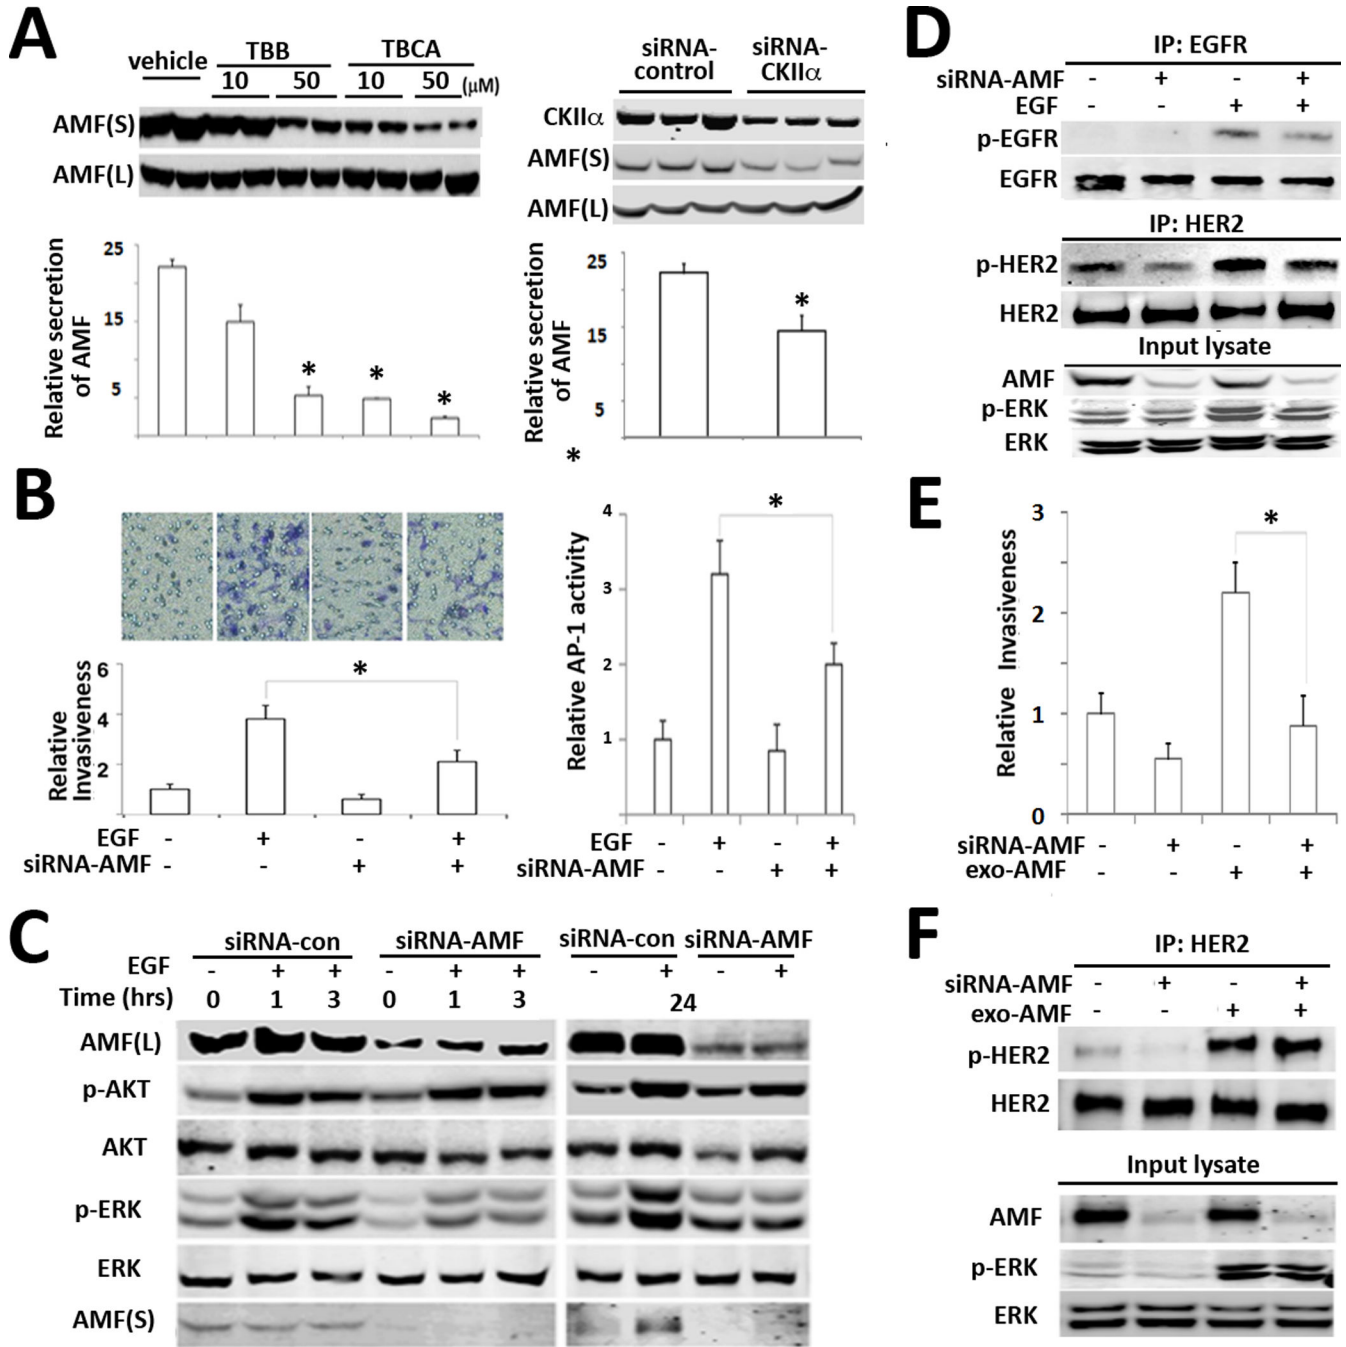 A
vehicle TBB TBCA
10 50 10 50 (μM)
AMF(S)
AMF(L)
25
15
5
Relative secretion of AMF
* * *
siRNA-control siRNA-CKIIα
CKIIα
AMF(S)
AMF(L)
25
15
5
Relative secretion of AMF
*
*
B
6
4
2
Relative Invasiveness
*
EGF - + - +
siRNA-AMF - - + +
4
3
2
1
Relative AP-1 activity
*
EGF - + - +
siRNA-AMF - - + +
C
siRNA-con siRNA-AMF siRNA-con siRNA-AMF
EGF - + + - + + - + - +
Time (hrs) 0 1 3 0 1 3 24
AMF(L)
p-AKT
AKT
p-ERK
ERK
AMF(S)
D
IP: EGFR
siRNA-AMF - + - +
EGF - - + +
p-EGFR
EGFR
IP: HER2
p-HER2
HER2
Input lysate
AMF
p-ERK
ERK
E
3
2
1
0
Relative Invasiveness
*
siRNA-AMF - + - +
exo-AMF - - + +
F
IP: HER2
siRNA-AMF - + - +
exo-AMF - - + +
p-HER2
HER2
Input lysate
AMF
p-ERK
ERK